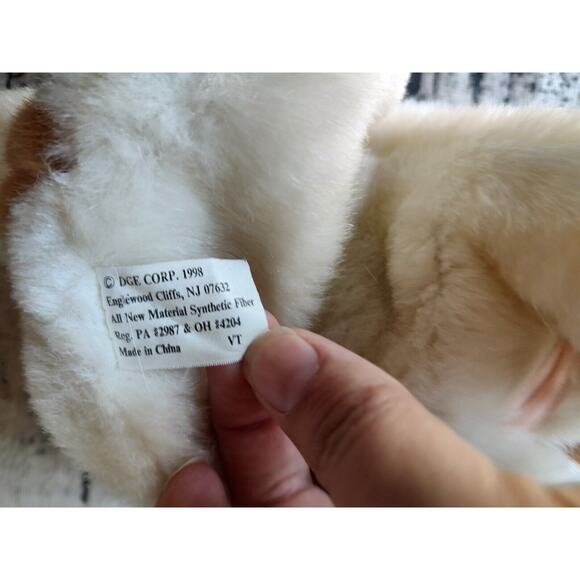 © DGE CORP. 1998
Englewood Cliffs, NJ 07632
All New Material Synthetic Fiber
Reg. PA #2987 & OH #4204
Made in China VT